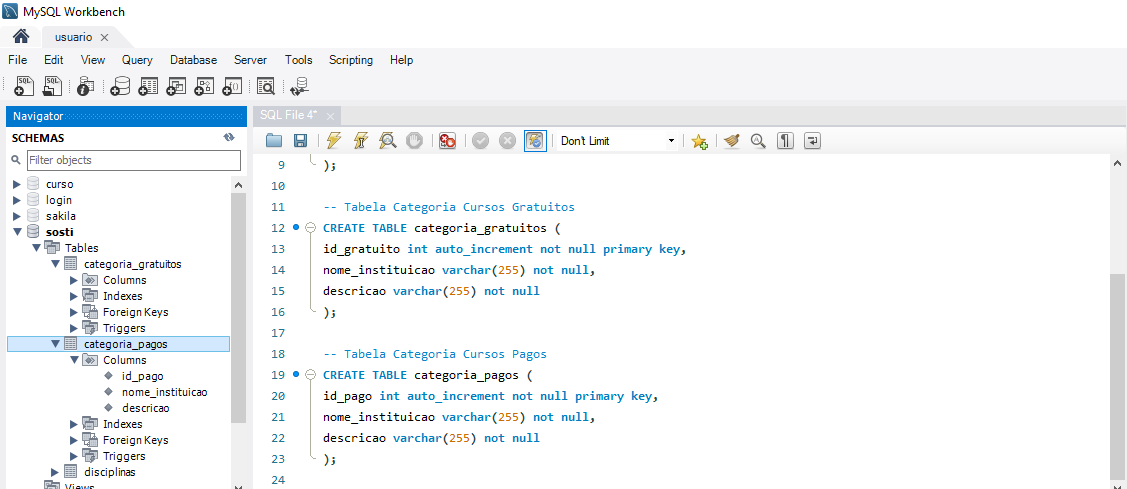 MySQL Workbench
usuario
File Edit View Query Database Server Tools Scripting Help
Navigator
SCHEMAS
Filter objects
curso
login
sakila
sosti
Tables
categoria_gratuitos
Columns
Indexes
Foreign Keys
Triggers
categoria_pagos
Columns
id_pago
nome_instituicao
descricao
Indexes
Foreign Keys
Triggers
disciplinas
Views
SQL File 4*
Don't Limit
9 );
10
11 -- Tabela Categoria Cursos Gratuitos
12 CREATE TABLE categoria_gratuitos (
13 id_gratuito int auto_increment not null primary key,
14 nome_instituicao varchar(255) not null,
15 descricao varchar(255) not null
16 );
17
18 -- Tabela Categoria Cursos Pagos
19 CREATE TABLE categoria_pagos (
20 id_pago int auto_increment not null primary key,
21 nome_instituicao varchar(255) not null,
22 descricao varchar(255) not null
23 );
24